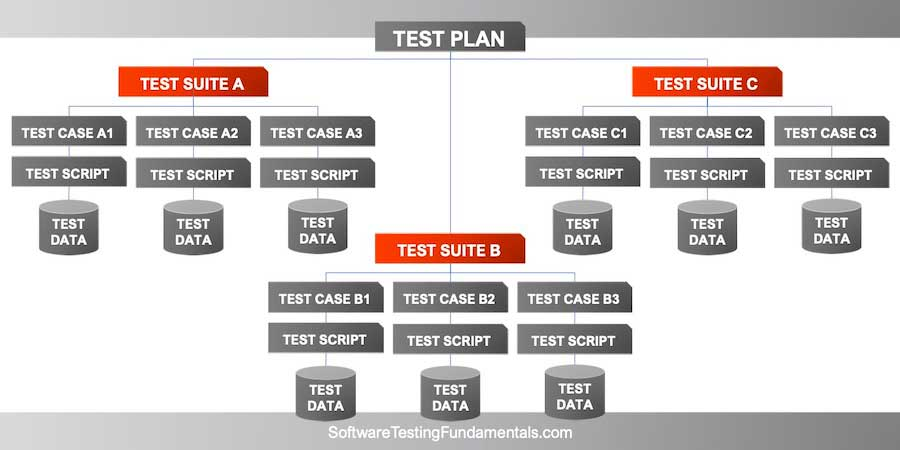 TEST PLAN
TEST SUITE A
TEST SUITE C
TEST CASE A1
TEST CASE A2
TEST CASE A3
TEST CASE C1
TEST CASE C2
TEST CASE C3
TEST SCRIPT
TEST SCRIPT
TEST SCRIPT
TEST SCRIPT
TEST SCRIPT
TEST SCRIPT
TEST
DATA
TEST
DATA
TEST
DATA
TEST
DATA
TEST
DATA
TEST
DATA
TEST SUITE B
TEST CASE B1
TEST CASE B2
TEST CASE B3
TEST SCRIPT
TEST SCRIPT
TEST SCRIPT
TEST
DATA
TEST
DATA
TEST
DATA
SoftwareTestingFundamentals.com